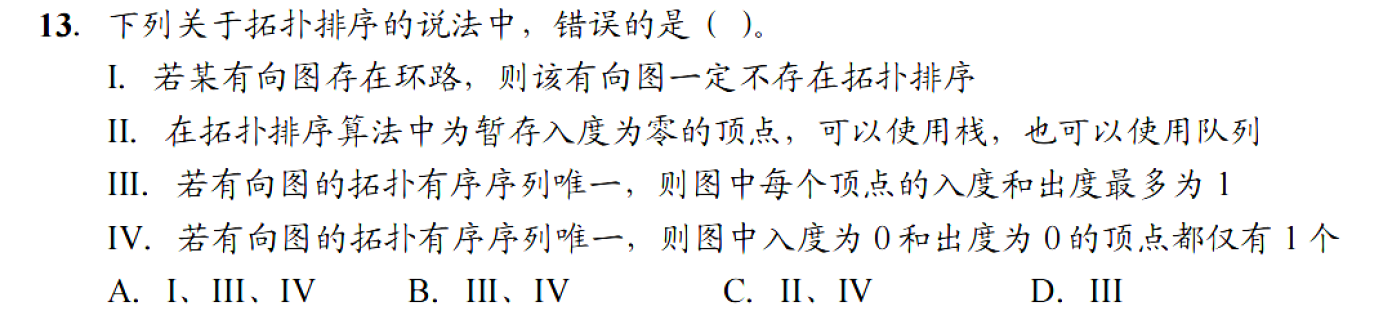 13. 下列关于拓扑排序的说法中，错误的是（ ）。
I. 若某有向图存在环路，则该有向图一定不存在拓扑排序
II. 在拓扑排序算法中为暂存入度为零的顶点，可以使用栈，也可以使用队列
III. 若有向图的拓扑有序序列唯一，则图中每个顶点的入度和出度最多为 1
IV. 若有向图的拓扑有序序列唯一，则图中入度为 0 和出度为 0 的顶点都仅有 1 个
A. I、III、IV B. III、IV C. II、IV D. III